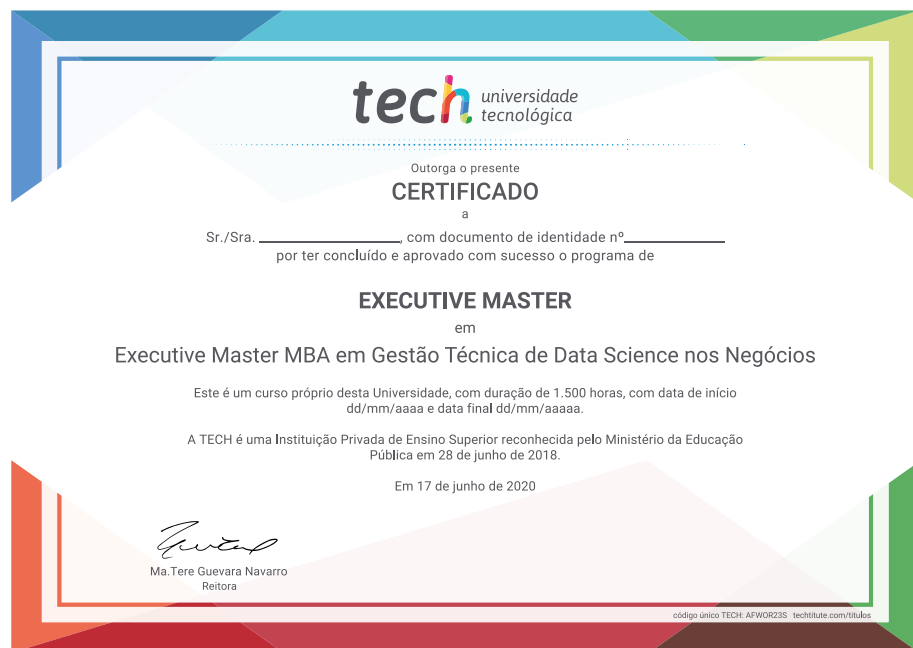 tech universidade
tecnológica
Outorga o presente
CERTIFICADO
a
Sr./Sra. ____________________, com documento de identidade nº______________
por ter concluído e aprovado com sucesso o programa de
EXECUTIVE MASTER
em
Executive Master MBA em Gestão Técnica de Data Science nos Negócios
Este é um curso próprio desta Universidade, com duração de 1.500 horas, com data de início
dd/mm/aaaa e data final dd/mm/aaaaa.
A TECH é uma Instituição Privada de Ensino Superior reconhecida pelo Ministério da Educação
Pública em 28 de junho de 2018.
Em 17 de junho de 2020
Ma.Tere Guevara Navarro
Reitora
código único TECH: AFWOR23S techtitute.com/titulos